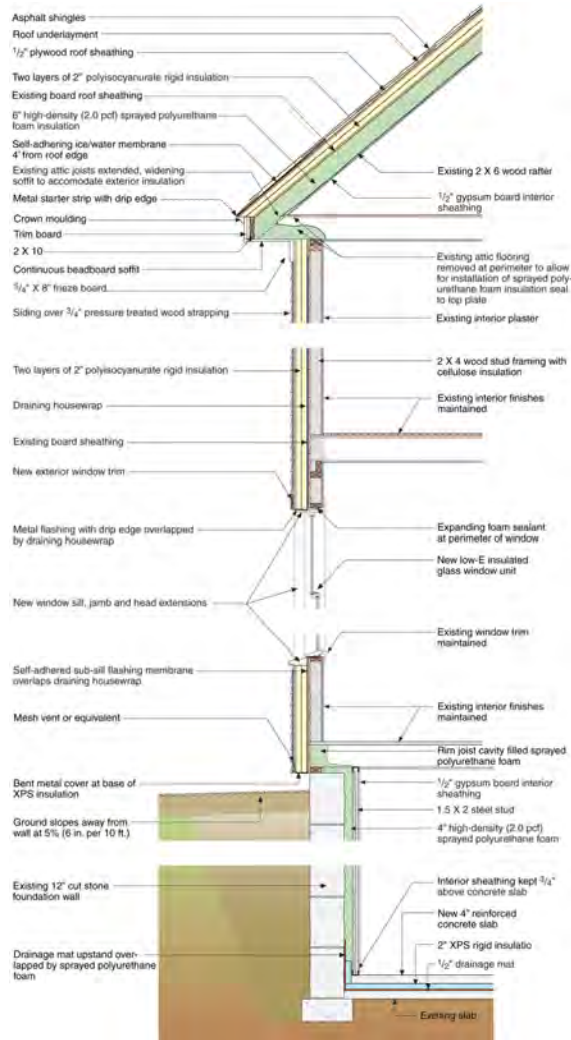 Asphalt shingles
Roof underlayment
1/2" plywood roof sheathing
Two layers of 2" polyisocyanurate rigid insulation
Existing board roof sheathing
6" high-density (2.0 pcf) sprayed polyurethane
foam insulation
Self-adhering ice/water membrane
4' from roof edge
Existing attic joists extended, widening
soffit to accomodate exterior insulation
Metal starter strip with drip edge
Crown moulding
Trim board
2 X 10
Continuous beadboard soffit
5/4" X 8" frieze board
Siding over 3/4" pressure treated wood strapping
Existing 2 X 6 wood rafter
1/2" gypsum board interior
sheathing
Existing attic flooring
removed at perimeter to allow
for installation of sprayed poly-
urethane foam insulation seal
to top plate
Existing interior plaster
Two layers of 2" polyisocyanurate rigid insulation
Draining housewrap
Existing board sheathing
New exterior window trim
Metal flashing with drip edge overlapped
by draining housewrap
New window sill, jamb and head extensions
Self-adhered sub-sill flashing membrane
overlaps draining housewrap
Mesh vent or equivalent
Bent metal cover at base of
XPS insulation
Ground slopes away from
wall at 5% (6 in. per 10 ft.)
2 X 4 wood stud framing with
cellulose insulation
Existing interior finishes
maintained
Expanding foam sealant
at perimeter of window
New low-E insulated
glass window unit
Existing window trim
maintained
Existing interior finishes
maintained
Rim joist cavity filled sprayed
polyurethane foam
1/2" gypsum board interior
sheathing
1.5 X 2 steel stud
4" high-density (2.0 pcf)
sprayed polyurethane foam
Existing 12" cut stone
foundation wall
Drainage mat upstand over-
lapped by sprayed polyurethane
foam
Interior sheathing kept 3/4"
above concrete slab
New 4" reinforced
concrete slab
2" XPS rigid insulatio
1/2" drainage mat
Existing slab